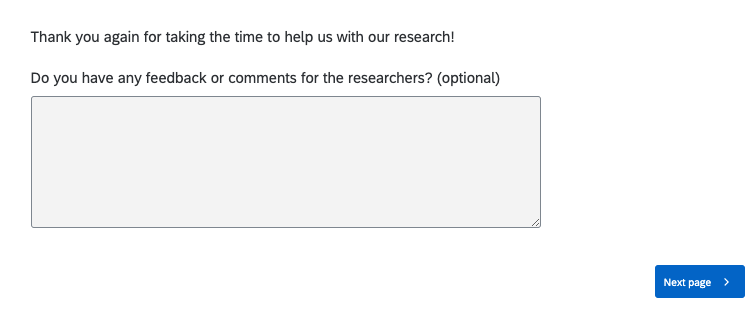 Thank you again for taking the time to help us with our research!
Do you have any feedback or comments for the researchers? (optional)
Next page